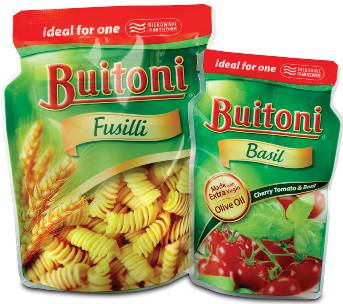 Ideal for one
MICROWAVE
Buitoni
Fusilli
Ideal for one
MICROWAVE
Buitoni
Basil
Made with
Extra Virgin
Olive Oil
Cherry Tomato & Basil